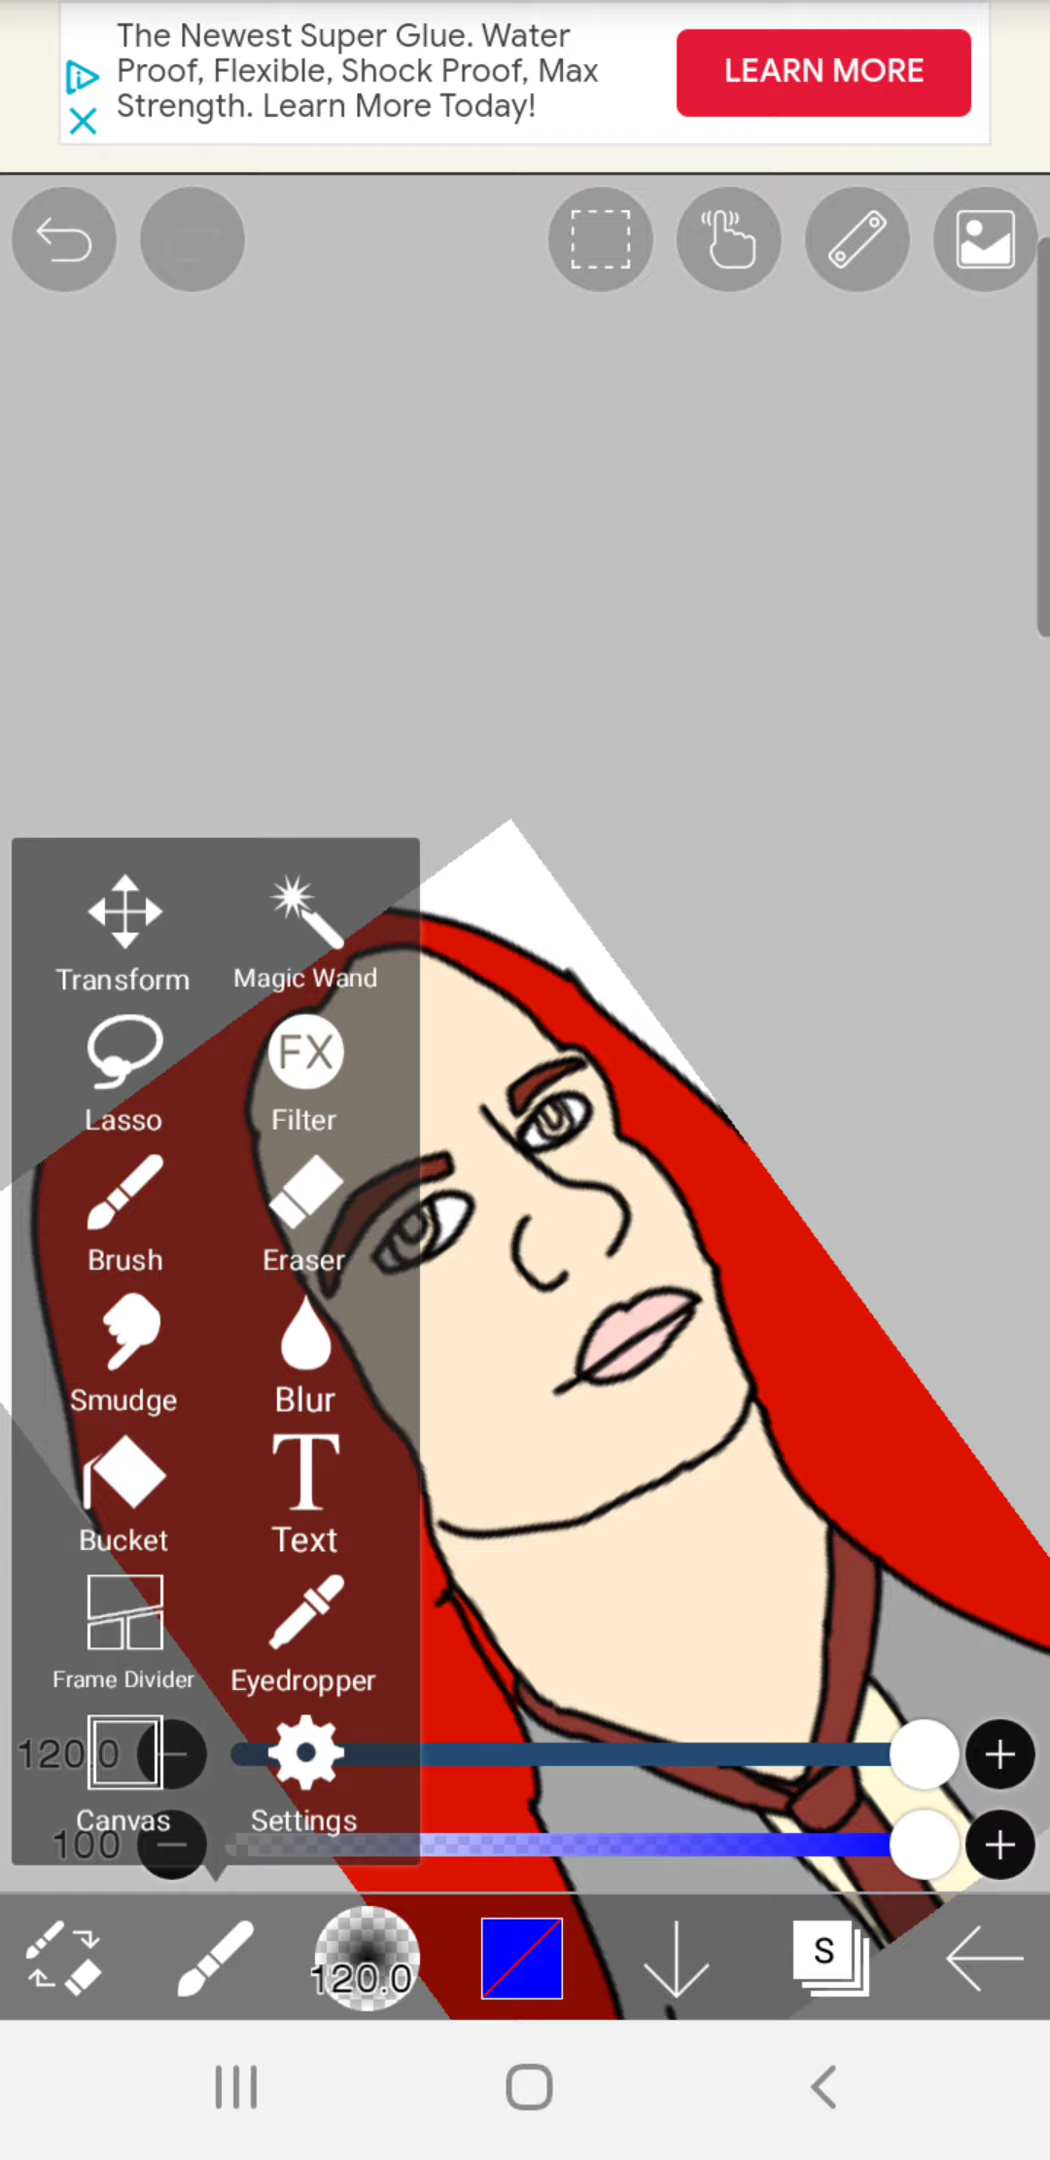 The Newest Super Glue. Water
Proof, Flexible, Shock Proof, Max
Strength. Learn More Today!
LEARN MORE
Transform
Magic Wand
Lasso
FX
Filter
Brush
Eraser
Smudge
Blur
Bucket
T
Text
Frame Divider
Eyedropper
120.0
Canvas
Settings
100
120.0
S